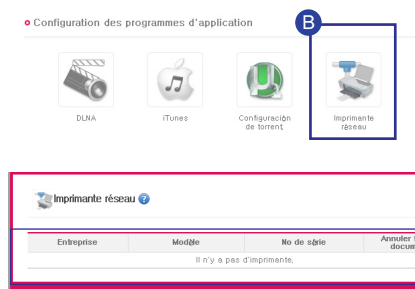 Configuration des programmes d'application
B
DLNA
iTunes
Configuración
de torrent
Imprimante
réseau
Imprimante réseau
Entreprise Modèle No de série Annuler
docum
Il n'y a pas d'imprimante.